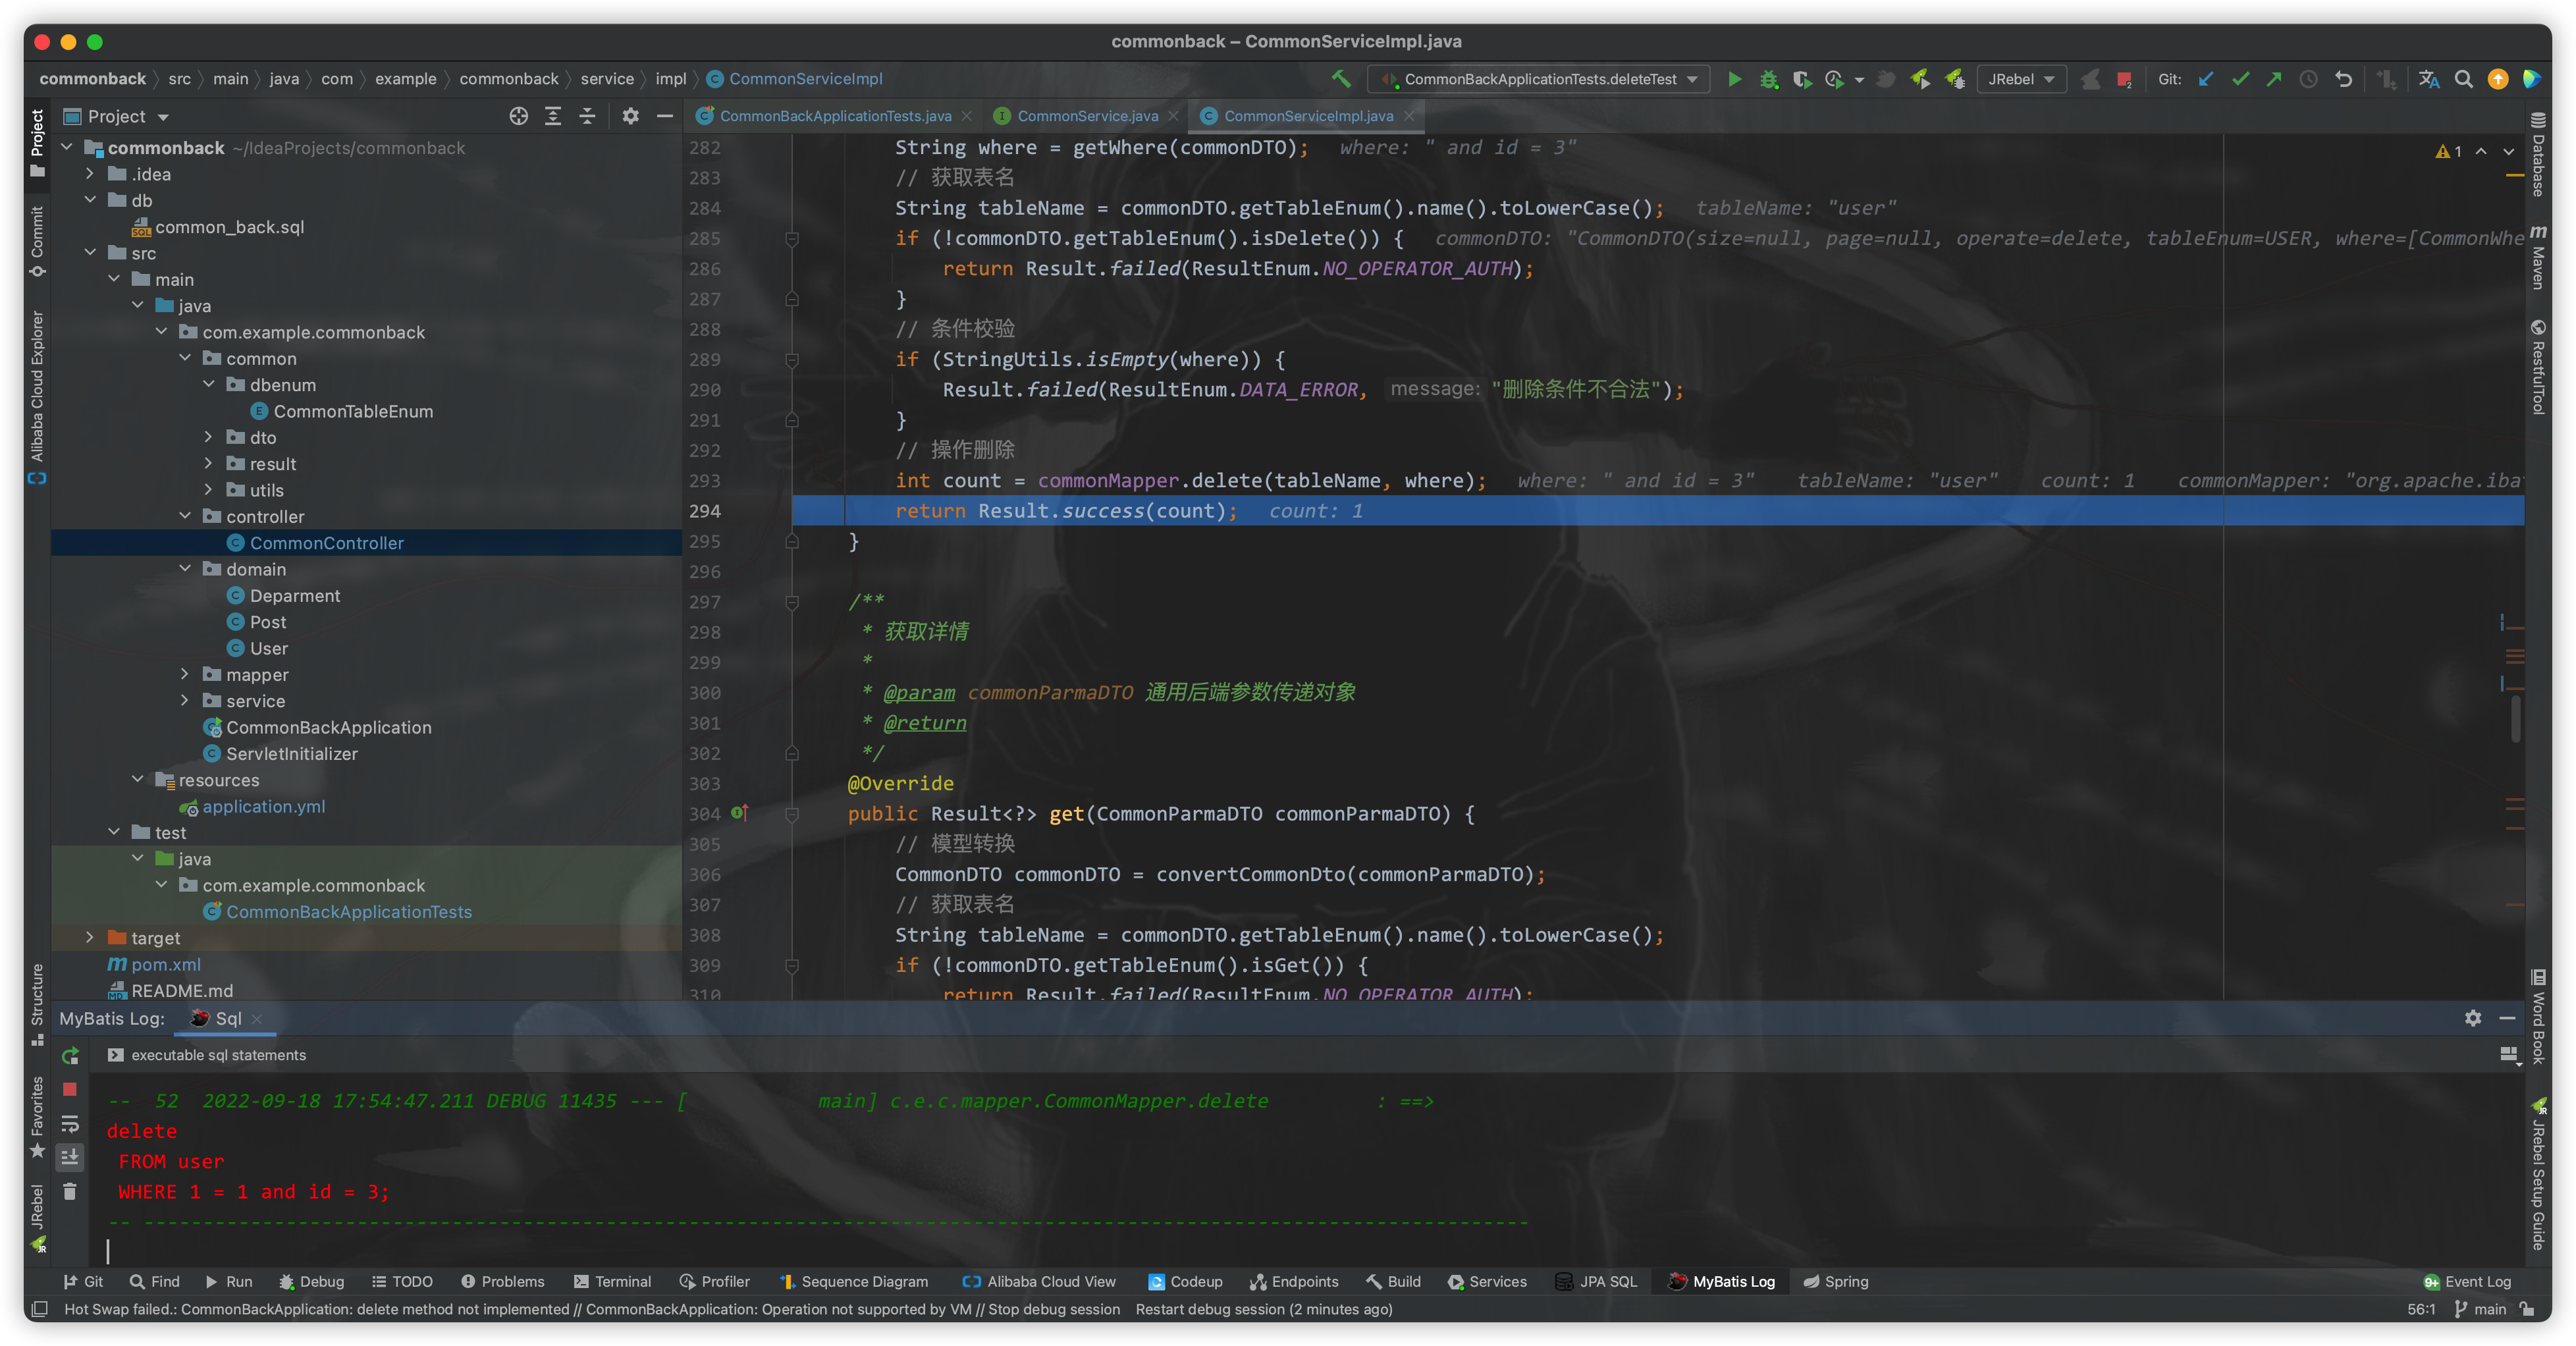 commonback – CommonServiceImpl.java
commonback src main java com example commonback service impl CommonServiceImpl CommonBackApplicationTests.deleteTest JRebel Git:
Project
CommonBackApplicationTests.java CommonService.java CommonServiceImpl.java
Project
Commit
Alibaba Cloud Explorer
Structure
Favorites
JRebel
commonback ~/IdeaProjects/commonback
.idea
db
common_back.sql
src
main
java
com.example.commonback
common
dbenum
CommonTableEnum
dto
result
utils
controller
CommonController
domain
Deparment
Post
User
mapper
service
CommonBackApplication
ServletInitializer
resources
application.yml
test
java
com.example.commonback
CommonBackApplicationTests
target
pom.xml
README.md
282 String where = getWhere(commonDTO); where: " and id = 3"
283 // 获取表名
284 String tableName = commonDTO.getTableEnum().name().toLowerCase(); tableName: "user"
285 if (!commonDTO.getTableEnum().isDelete()) { commonDTO: "CommonDTO(size=null, page=null, operate=delete, tableEnum=USER, where=[CommonWhe
286 return Result.failed(ResultEnum.NO_OPERATOR_AUTH);
287 }
288 // 条件校验
289 if (StringUtils.isEmpty(where)) {
290 Result.failed(ResultEnum.DATA_ERROR, message: "删除条件不合法");
291 }
292 // 操作删除
293 int count = commonMapper.delete(tableName, where); where: " and id = 3" tableName: "user" count: 1 commonMapper: "org.apache.iba
294 return Result.success(count); count: 1
295 }
296
297 /**
298 * 获取详情
299 *
300 * @param commonParmaDTO 通用后端参数传递对象
301 * @return
302 */
303 @Override
304 public Result<?> get(CommonParmaDTO commonParmaDTO) {
305 // 模型转换
306 CommonDTO commonDTO = convertCommonDto(commonParmaDTO);
307 // 获取表名
308 String tableName = commonDTO.getTableEnum().name().toLowerCase();
309 if (!commonDTO.getTableEnum().isGet()) {
310 return Result.failed(ResultEnum.NO_OPERATOR_AUTH);
1
Database
Maven
RestfulTool
Word Book
JRebel Setup Guide
MyBatis Log: Sql
executable sql statements
-- 52 2022-09-18 17:54:47.211 DEBUG 11435 --- [ main] c.e.c.mapper.CommonMapper.delete : ==>
delete
FROM user
WHERE 1 = 1 and id = 3;
-- ---------------------------------------------------------------------------------------------------------------------
Git Find Run Debug TODO Problems Terminal Profiler Sequence Diagram Alibaba Cloud View Codeup Endpoints Build Services JPA SQL MyBatis Log Spring 9+ Event Log
Hot Swap failed.: CommonBackApplication: delete method not implemented // CommonBackApplication: Operation not supported by VM // Stop debug session Restart debug session (2 minutes ago) 56:1 main